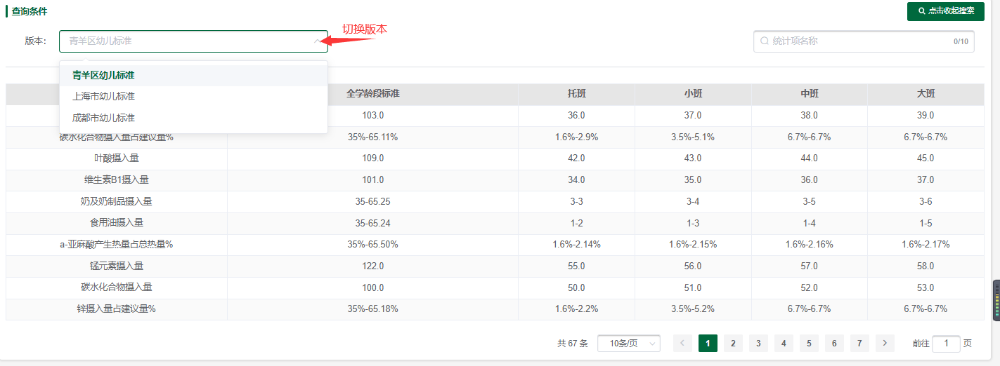 查询条件
点击收起搜索
切换版本
版本：
青羊区幼儿标准
统计项名称
0/10
青羊区幼儿标准
上海市幼儿标准
成都市幼儿标准
全学龄段标准 托班 小班 中班 大班
103.0 36.0 37.0 38.0 39.0
碳水化合物摄入量占建议量% 35%-65.11% 1.6%-2.9% 3.5%-5.1% 6.7%-6.7% 6.7%-6.7%
叶酸摄入量 109.0 42.0 43.0 44.0 45.0
维生素B1摄入量 101.0 34.0 35.0 36.0 37.0
奶及奶制品摄入量 35-65.25 3-3 3-4 3-5 3-6
食用油摄入量 35-65.24 1-2 1-3 1-4 1-5
a-亚麻酸产生热量占总热量% 35%-65.50% 1.6%-2.14% 1.6%-2.15% 1.6%-2.16% 1.6%-2.17%
锰元素摄入量 122.0 55.0 56.0 57.0 58.0
碳水化合物摄入量 100.0 50.0 51.0 52.0 53.0
锌摄入量占建议量% 35%-65.18% 1.6%-2.2% 3.5%-5.2% 6.7%-6.7% 6.7%-6.7%
共 67 条 10条/页 1 2 3 4 5 6 7 前往 1 页